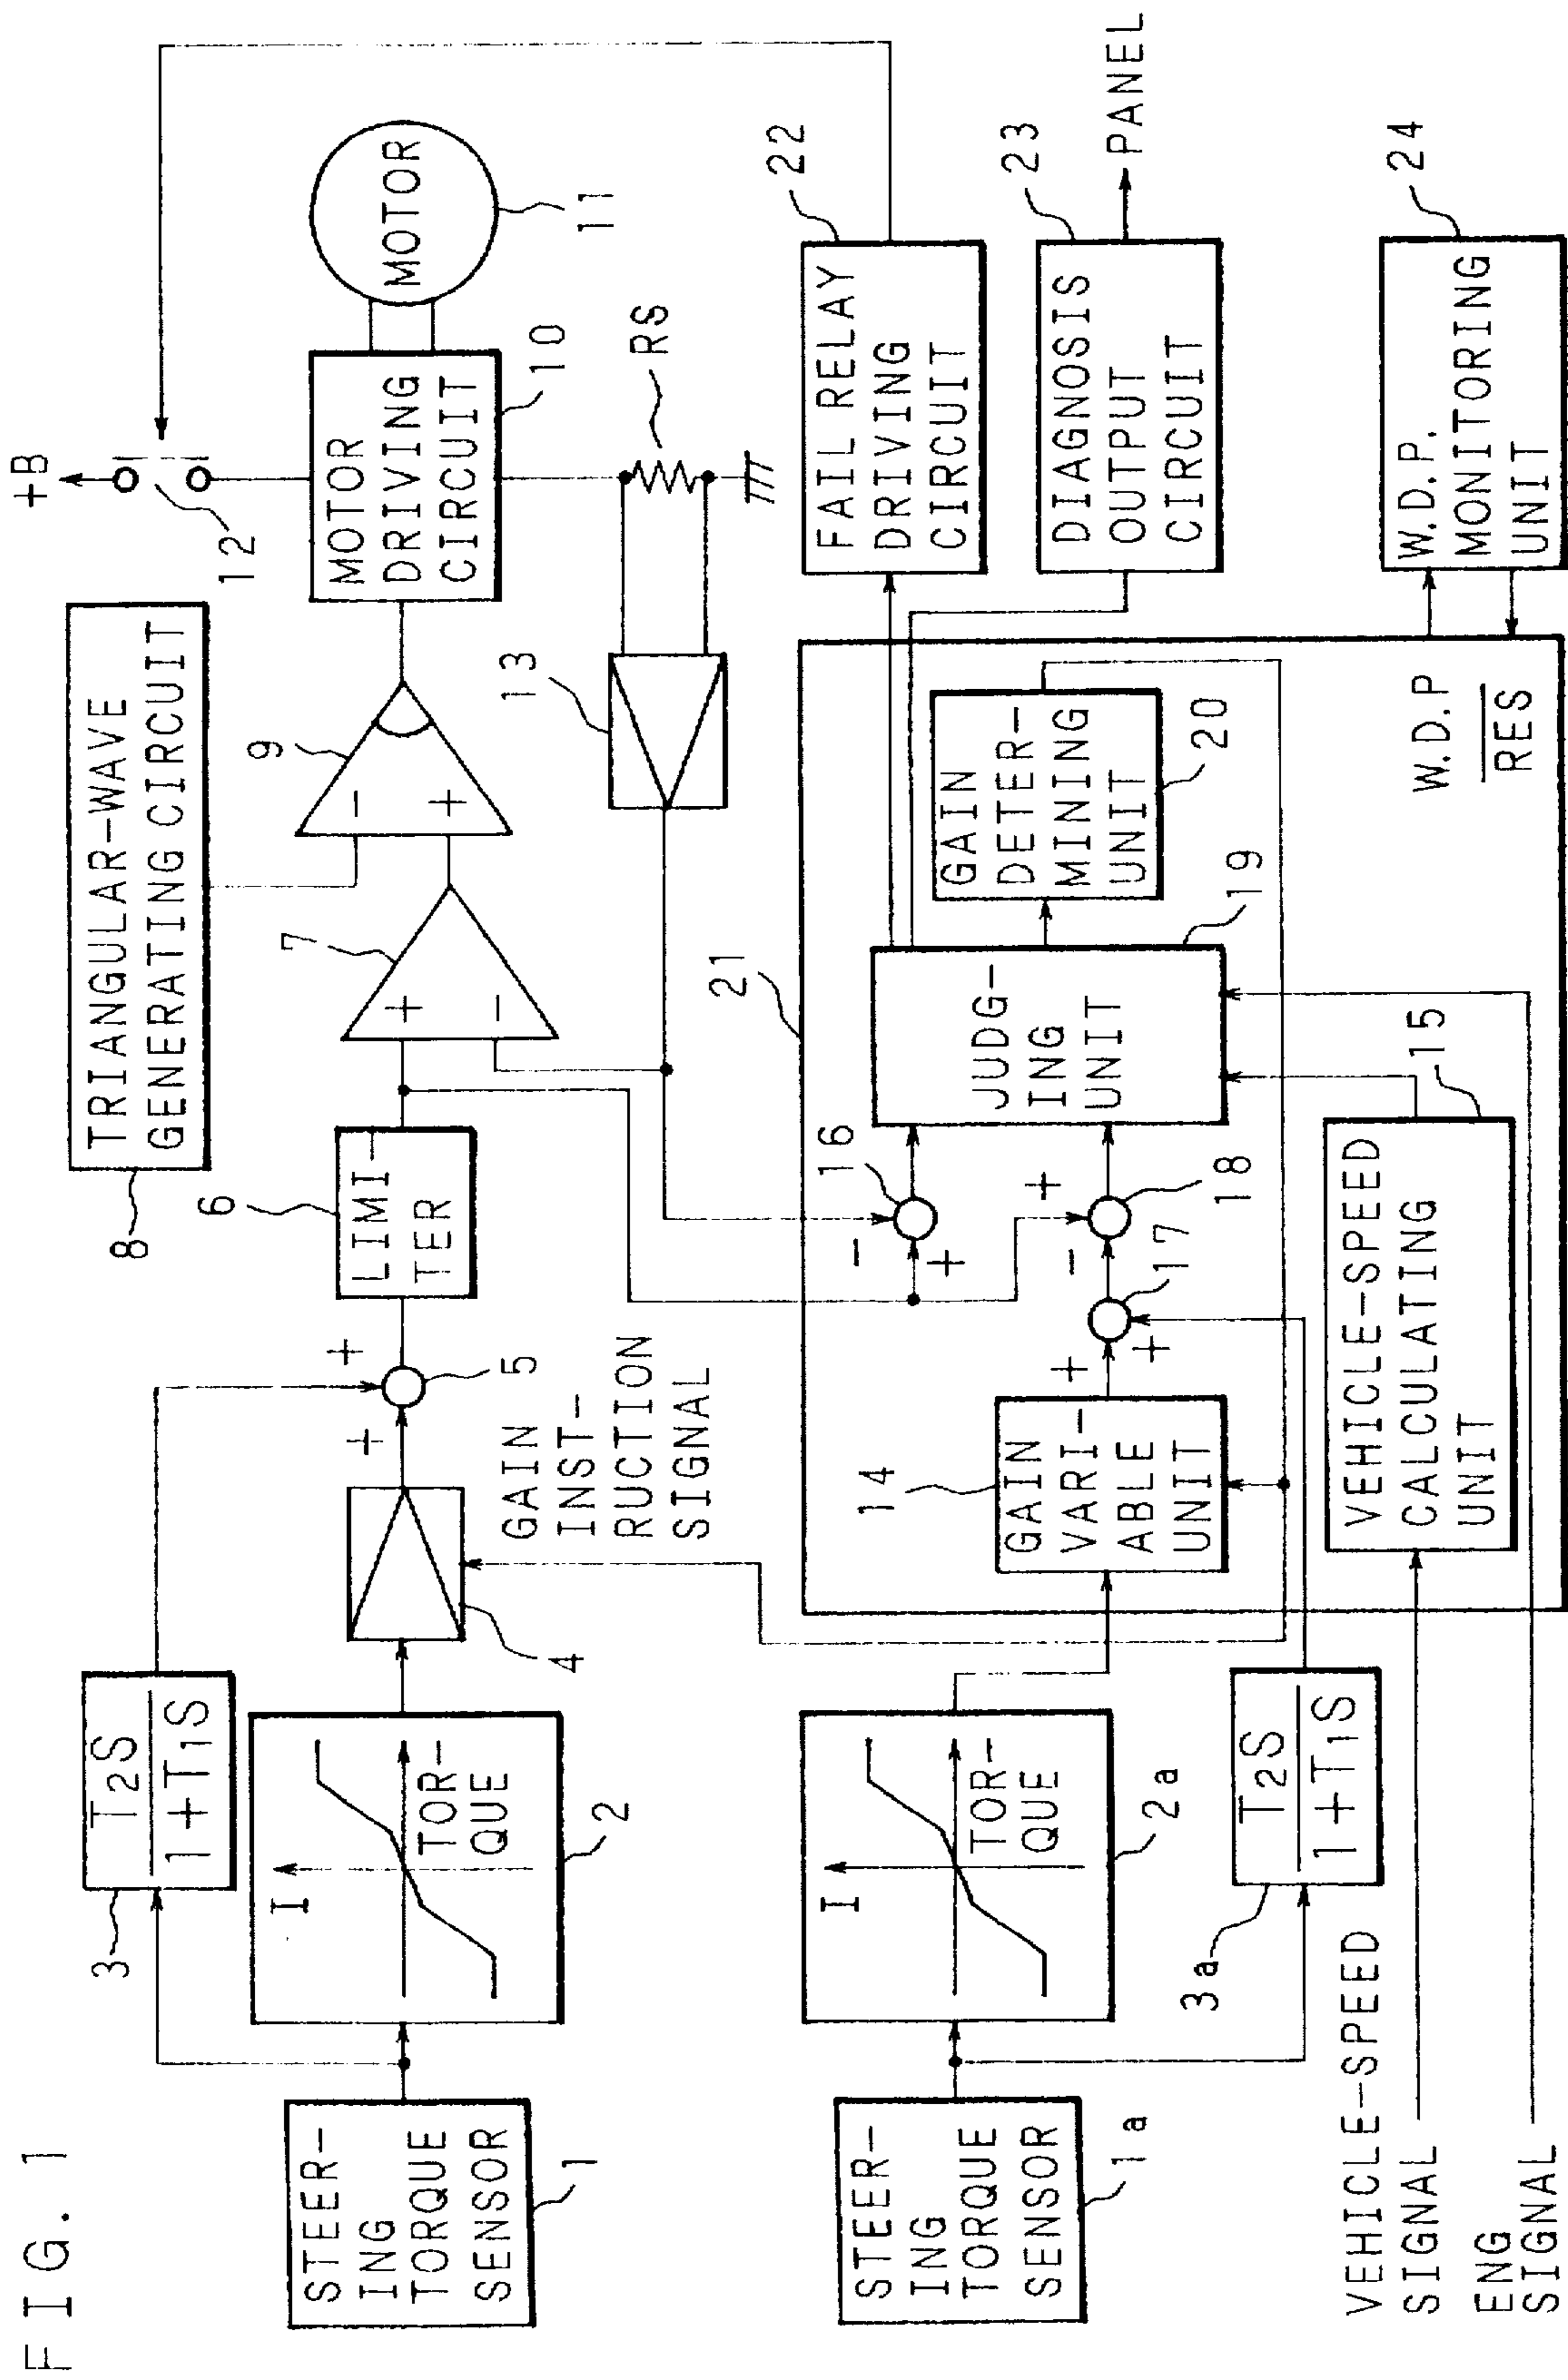 FIG. 1
STEER-
ING
TORQUE
SENSOR
1
3
T2S
1+T1S
I
TOR-
QUE
2
4
GAIN
INST-
RUCTION
SIGNAL
+
+
5
LIMI-
TER
6
TRIANGULAR-WAVE
GENERATING CIRCUIT
8
+
-
7
-
+
9
MOTOR
DRIVING
CIRCUIT
10
MOTOR
11
+B
12
RS
13
STEER-
ING
TORQUE
SENSOR
1a
I
TOR-
QUE
2a
T2S
1+T1S
3a
VEHICLE-SPEED
SIGNAL
ENG
SIGNAL
21
GAIN
VARI-
ABLE
UNIT
14
+
+
17
-
+
18
-
+
16
JUDG-
ING
UNIT
19
GAIN
DETER-
MINING
UNIT
20
VEHICLE-SPEED
CALCULATING
UNIT
15
W.D.P
RES
FAIL RELAY
DRIVING
CIRCUIT
22
DIAGNOSIS
OUTPUT
CIRCUIT
23
PANEL
W.D.P.
MONITORING
UNIT
24